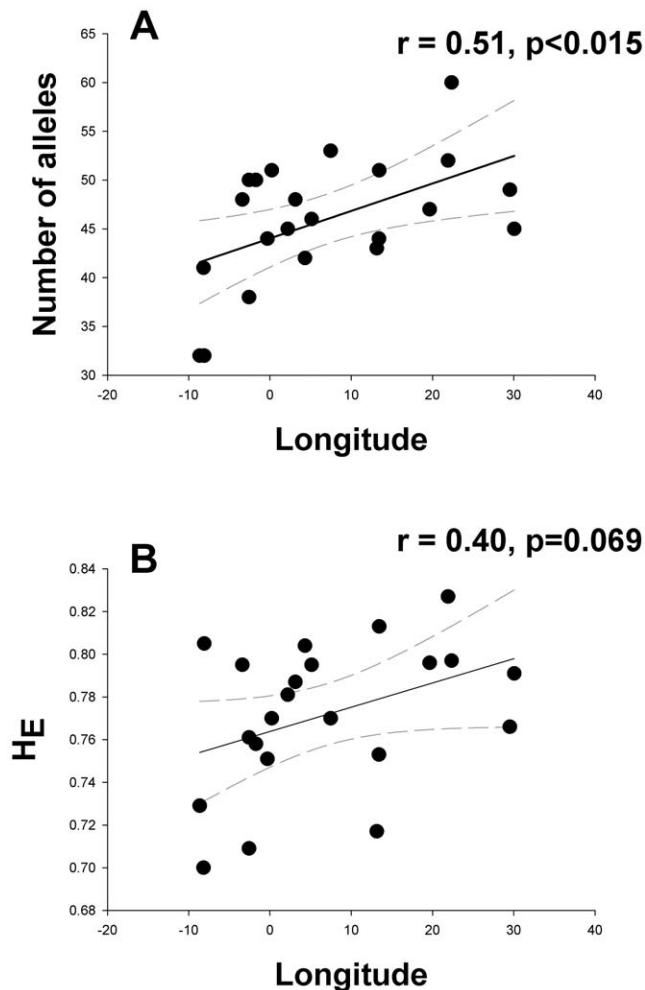 A
r = 0.51, p<0.015
Number of alleles
65
60
55
50
45
40
35
30
-20 -10 0 10 20 30 40
Longitude
B
r = 0.40, p=0.069
HE
0.84
0.82
0.80
0.78
0.76
0.74
0.72
0.70
0.68
-20 -10 0 10 20 30 40
Longitude